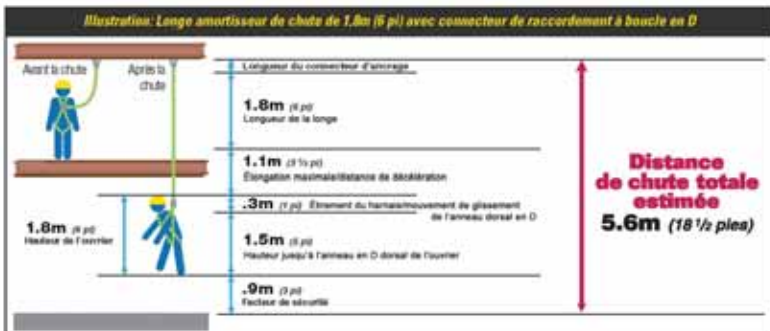 Illustration: Longe amortisseur de chute de 1,8m (6 pi) avec connecteur de raccordement à boucle en D
Avant la chute
Après la chute
Longueur du connecteur d'ancrage
1.8m (6 pi)
Longueur de la longe
1.1m (3 ½ pi)
Élongation maximale/distance de décélération
.3m (1 pi) Étirement du harnais/mouvement de glissement
de l'anneau dorsal en D
1.8m (6 pi)
Hauteur de l'ouvrier
1.5m (5 pi)
Hauteur jusqu'à l'anneau en D dorsal de l'ouvrier
.9m (3 pi)
Facteur de sécurité
Distance
de chute totale
estimée
5.6m (18 ½ pies)